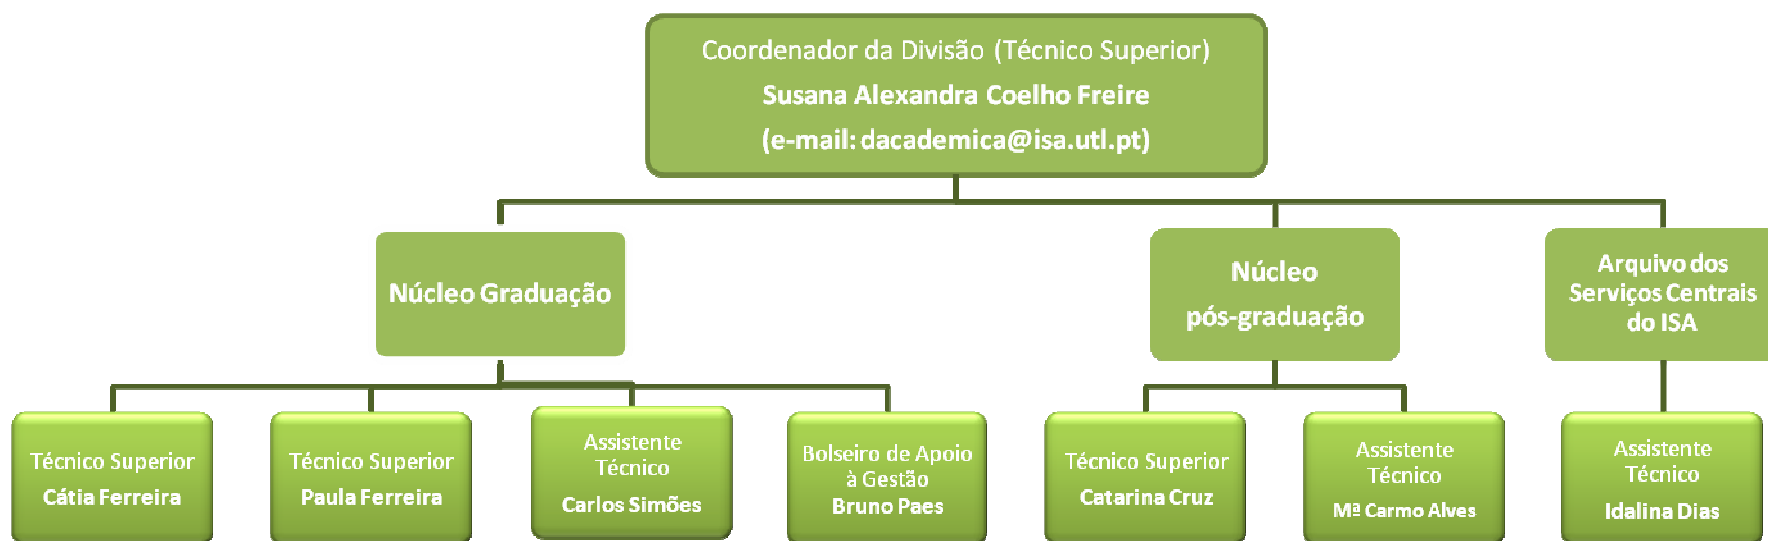 Coordenador da Divisão (Técnico Superior)
Susana Alexandra Coelho Freire
(e-mail: dacademica@isa.utl.pt)
Núcleo Graduação
Núcleo
pós-graduação
Arquivo dos
Serviços Centrais
do ISA
Técnico Superior
Cátia Ferreira
Técnico Superior
Paula Ferreira
Assistente
Técnico
Carlos Simões
Bolseiro de Apoio
à Gestão
Bruno Paes
Técnico Superior
Catarina Cruz
Assistente
Técnico
Mª Carmo Alves
Assistente
Técnico
Idalina Dias